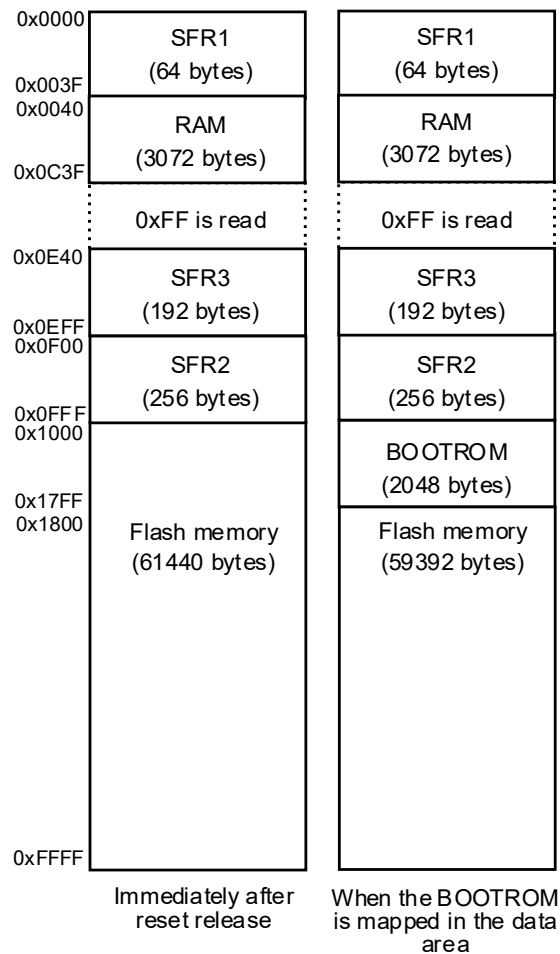 0x0000
SFR1
(64 bytes)
SFR1
(64 bytes)
0x003F
0x0040
RAM
(3072 bytes)
RAM
(3072 bytes)
0x0C3F
0xFF is read
0xFF is read
0x0E40
SFR3
(192 bytes)
SFR3
(192 bytes)
0x0EFF
0x0F00
SFR2
(256 bytes)
SFR2
(256 bytes)
0x0FFF
0x1000
BOOTROM
(2048 bytes)
0x17FF
0x1800
Flash memory
(61440 bytes)
Flash memory
(59392 bytes)
0xFFFF
Immediately after
reset release
When the BOOTROM
is mapped in the data
area